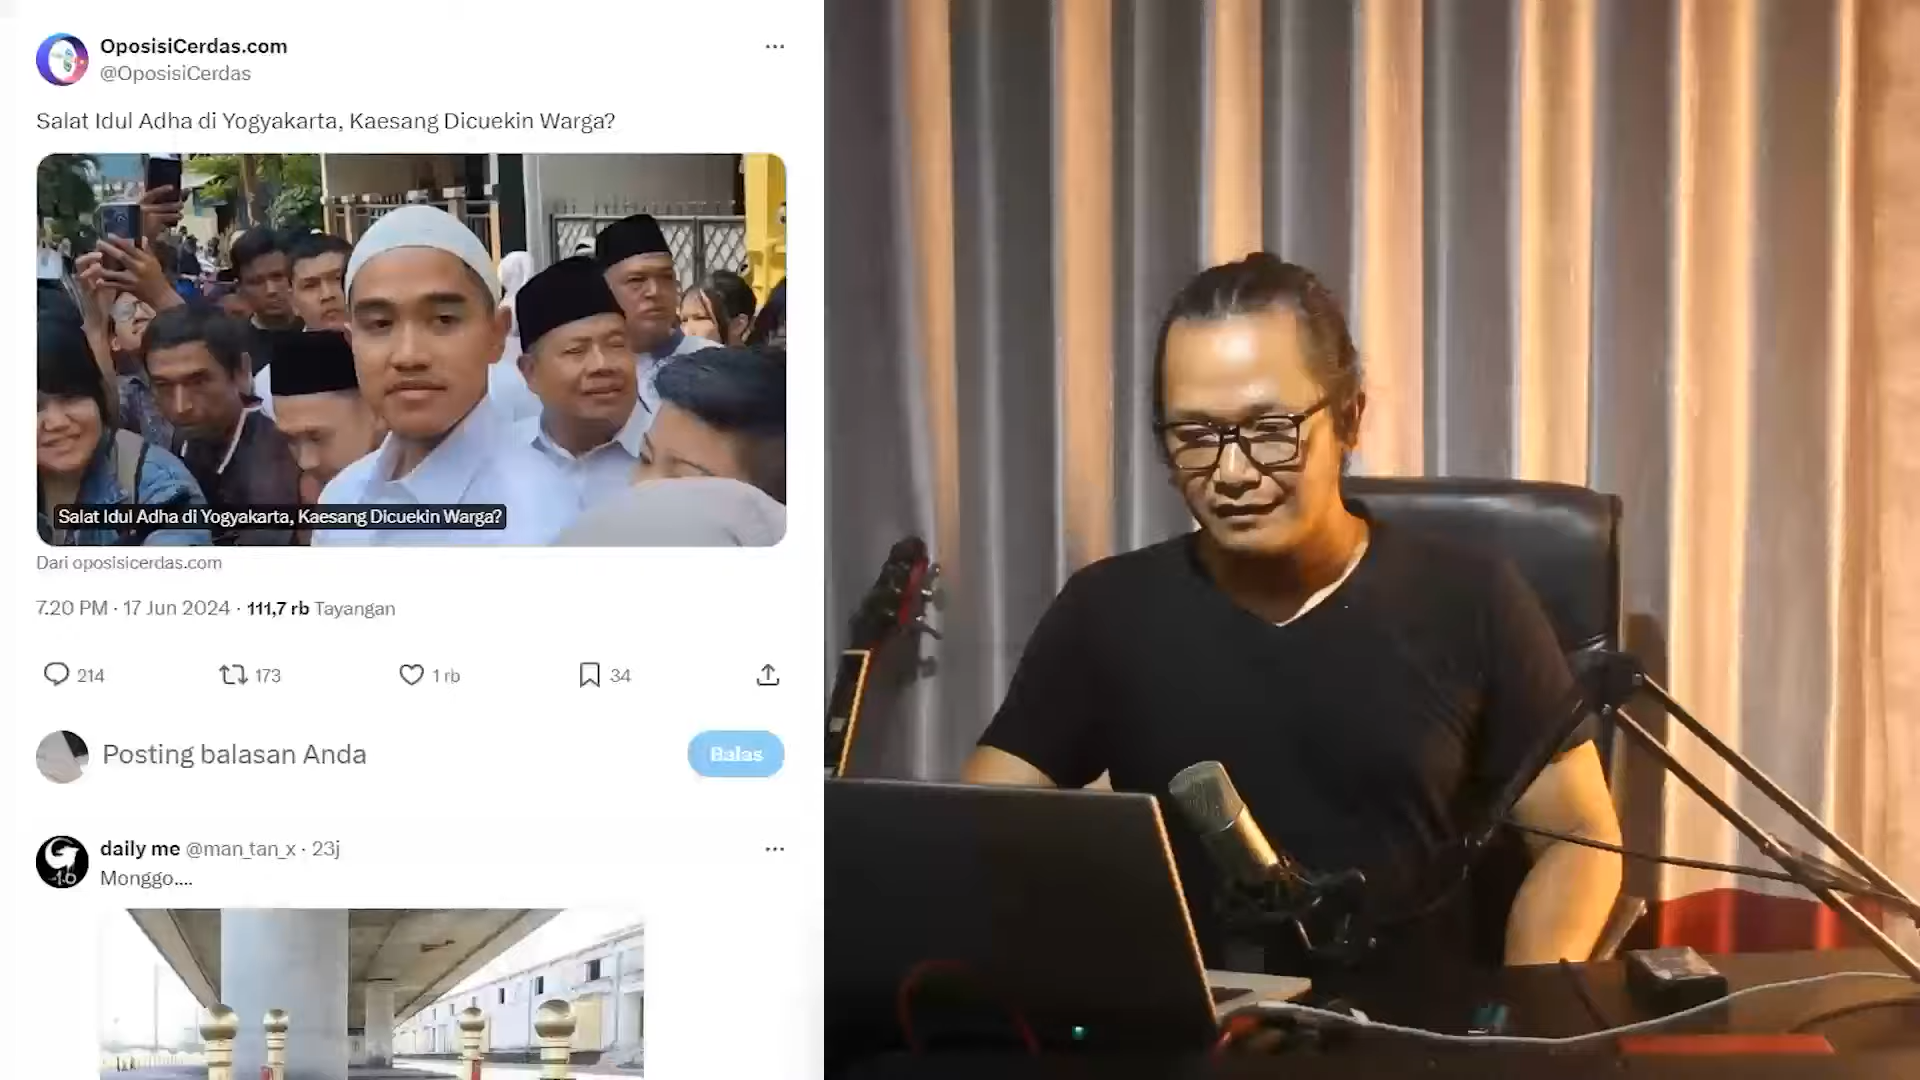 OposisiCerdas.com
@OposisiCerdas
Salat Idul Adha di Yogyakarta, Kaesang Dicuekin Warga?
Salat Idul Adha di Yogyakarta, Kaesang Dicuekin Warga?
Dari oposisicerdas.com
7.20 PM · 17 Jun 2024 · 111,7 rb Tayangan
214 173 1 rb 34
Posting balasan Anda Balas
daily me @man_tan_x · 23j
Monggo....